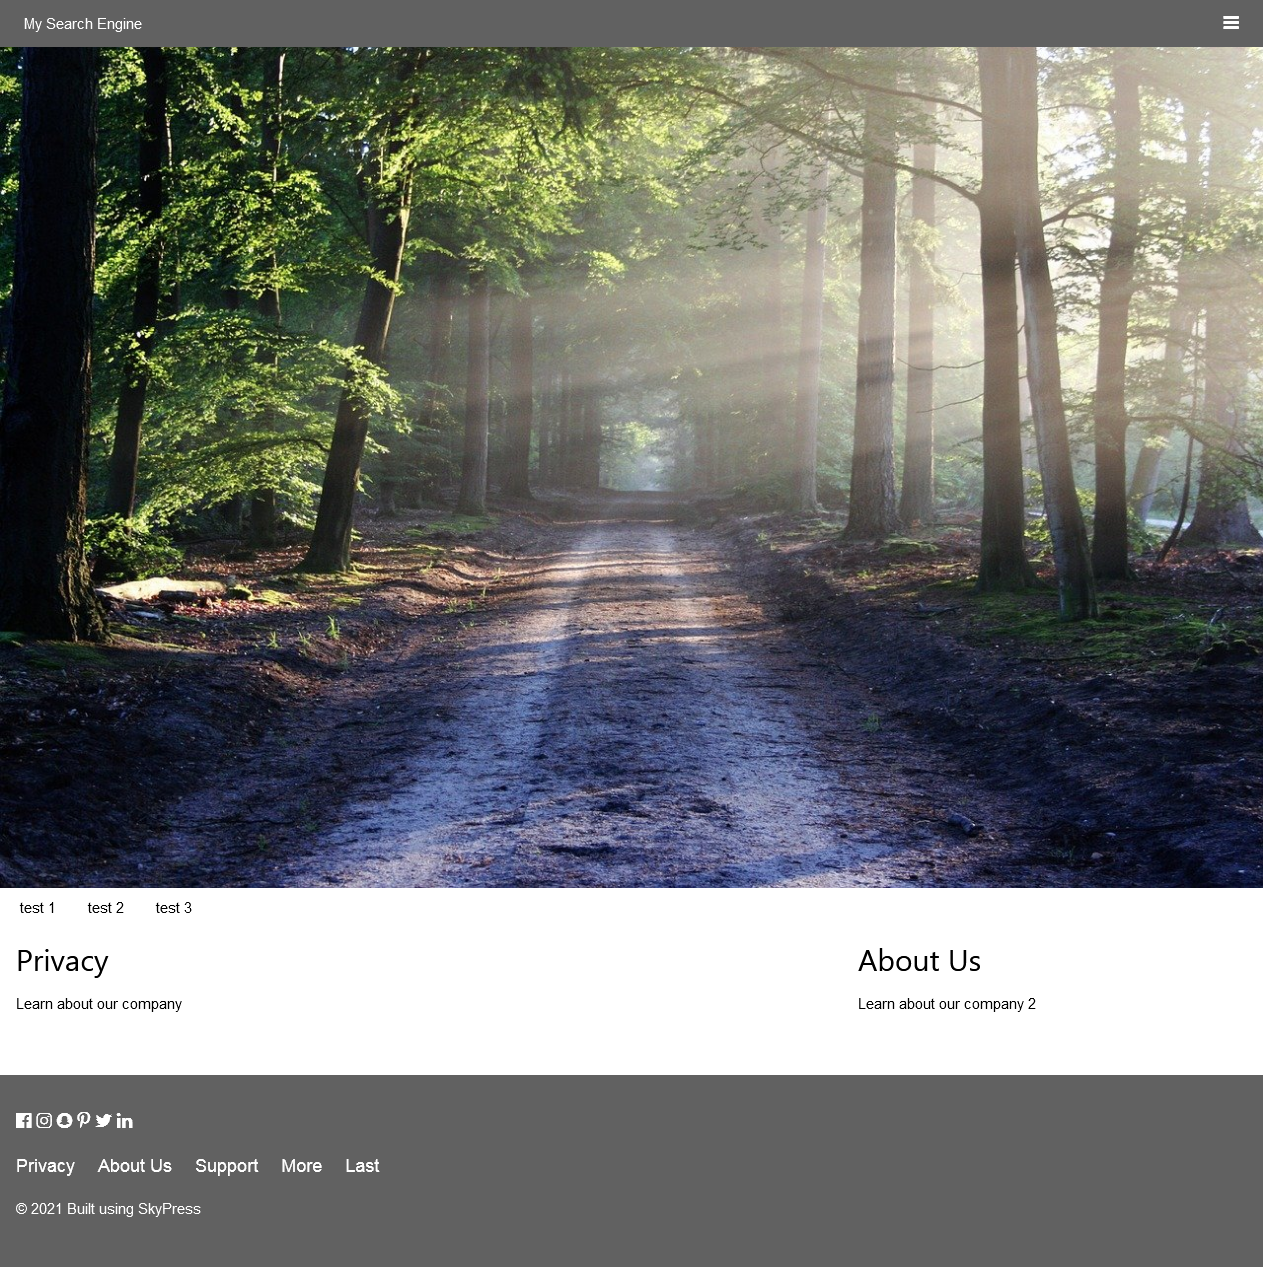 My Search Engine
test 1 test 2 test 3
Privacy About Us
Learn about our company Learn about our company 2
Privacy About Us Support More Last
© 2021 Built using SkyPress